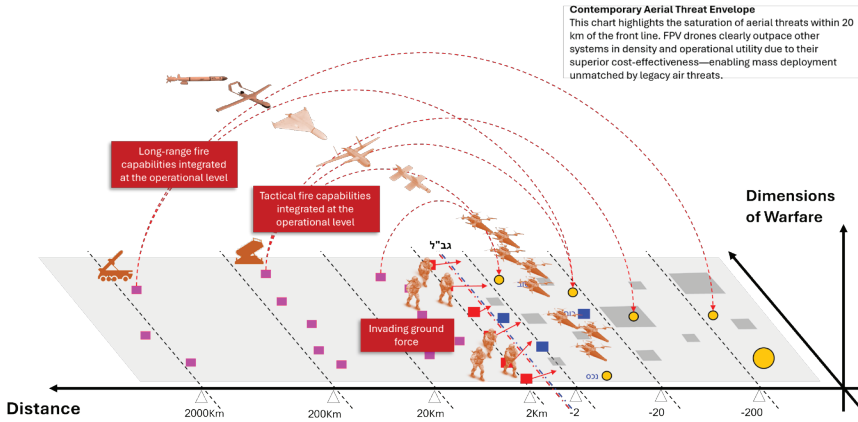 Contemporary Aerial Threat Envelope
This chart highlights the saturation of aerial threats within 20
km of the front line. FPV drones clearly outpace other
systems in density and operational utility due to their
superior cost-effectiveness—enabling mass deployment
unmatched by legacy air threats.
Long-range fire
capabilities integrated
at the operational level
Tactical fire capabilities
integrated at the
operational level
Dimensions
of Warfare
גב"ל
Invading ground
force
נכס
Distance
2000Km
200Km
20Km
2Km
-2
-20
-200